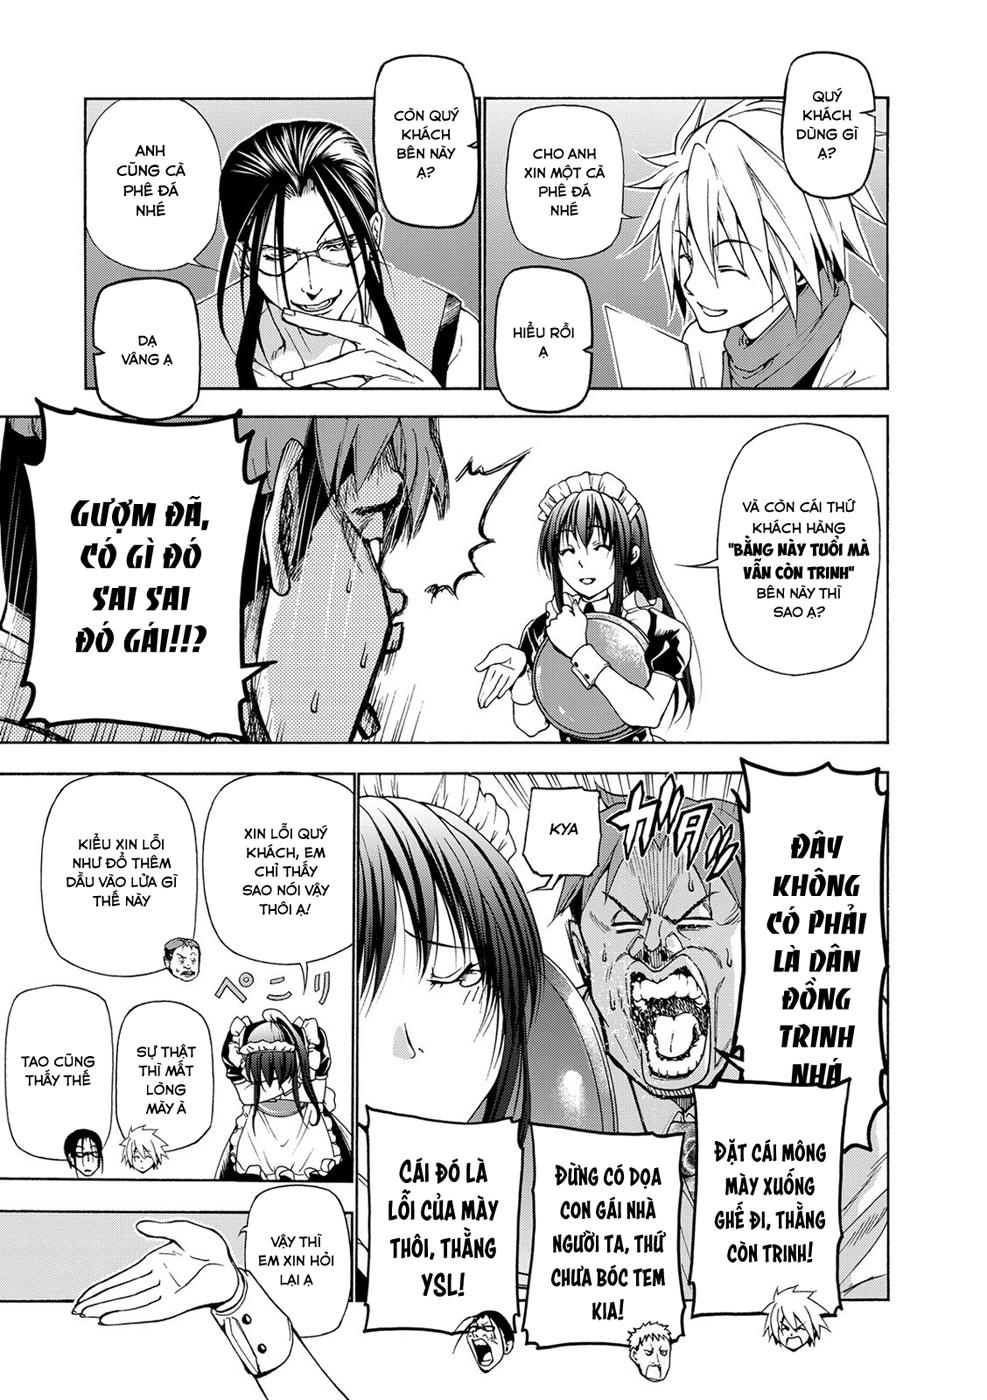 QUÝ
KHÁCH
DÙNG GÌ
Ạ?
CHO ANH
XIN MỘT CÀ
PHÊ ĐÁ
NHÉ
HIỂU RỒI
Ạ
CÒN QUÝ
KHÁCH
BÊN NÀY
Ạ?
ANH
CŨNG CÀ
PHÊ ĐÁ
NHÉ
DẠ
VÂNG Ạ
VÀ CÒN CÁI THỨ
KHÁCH HÀNG
"BẰNG NÀY TUỔI MÀ
VẪN CÒN TRINH"
BÊN NÀY THÌ
SAO Ạ?
GƯỢM ĐÃ,
CÓ GÌ ĐÓ
SAI SAI
ĐÓ GÁI!!!?
ĐÂY
KHÔNG
CÓ PHẢI
LÀ DÂN
ĐỒNG
TRINH
NHÁ
KYA
ĐẶT CÁI MÔNG
MÀY XUỐNG
GHẾ ĐI, THẰNG
CÒN TRINH!
ĐỪNG CÓ DỌA
CON GÁI NHÀ
NGƯỜI TA, THỨ
CHƯA BÓC TEM
KIA!
CÁI ĐÓ LÀ
LỖI CỦA MÀY
THÔI, THẰNG
YSL!
XIN LỖI QUÝ
KHÁCH, EM
CHỈ THẤY
SAO NÓI VẬY
THÔI Ạ!
ペこリ
KIỂU XIN LỖI
NHƯ ĐỔ THÊM
DẦU VÀO LỬA GÌ
THẾ NÀY
SỰ THẬT
THÌ MẤT
LÒNG
MÀY À
TAO CŨNG
THẤY THẾ
VẬY THÌ
EM XIN HỎI
LẠI Ạ